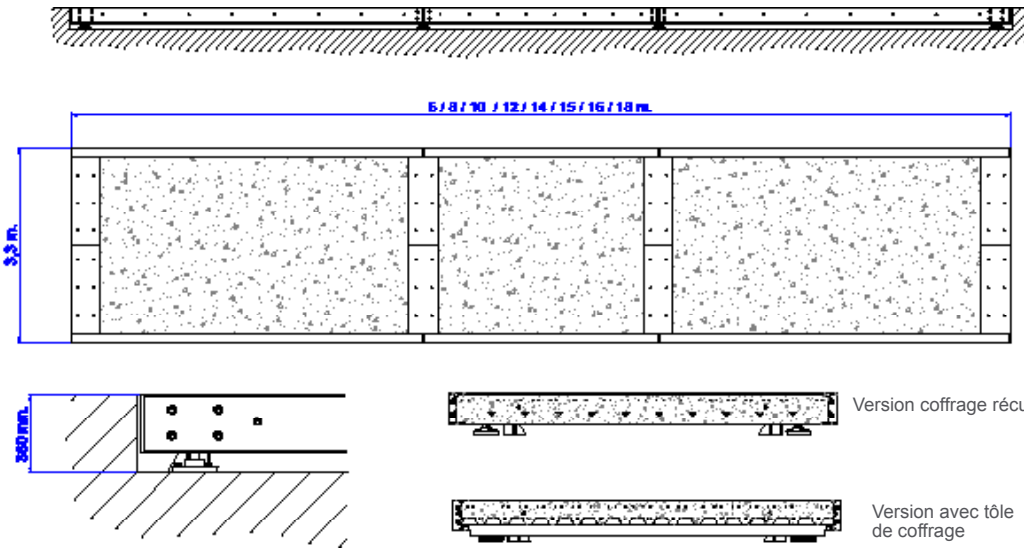 6 / 8 / 10 / 12 / 14 / 15 / 16 / 18 m.
3,3 m.
360 mm.
Version coffrage récu
Version avec tôle
de coffrage